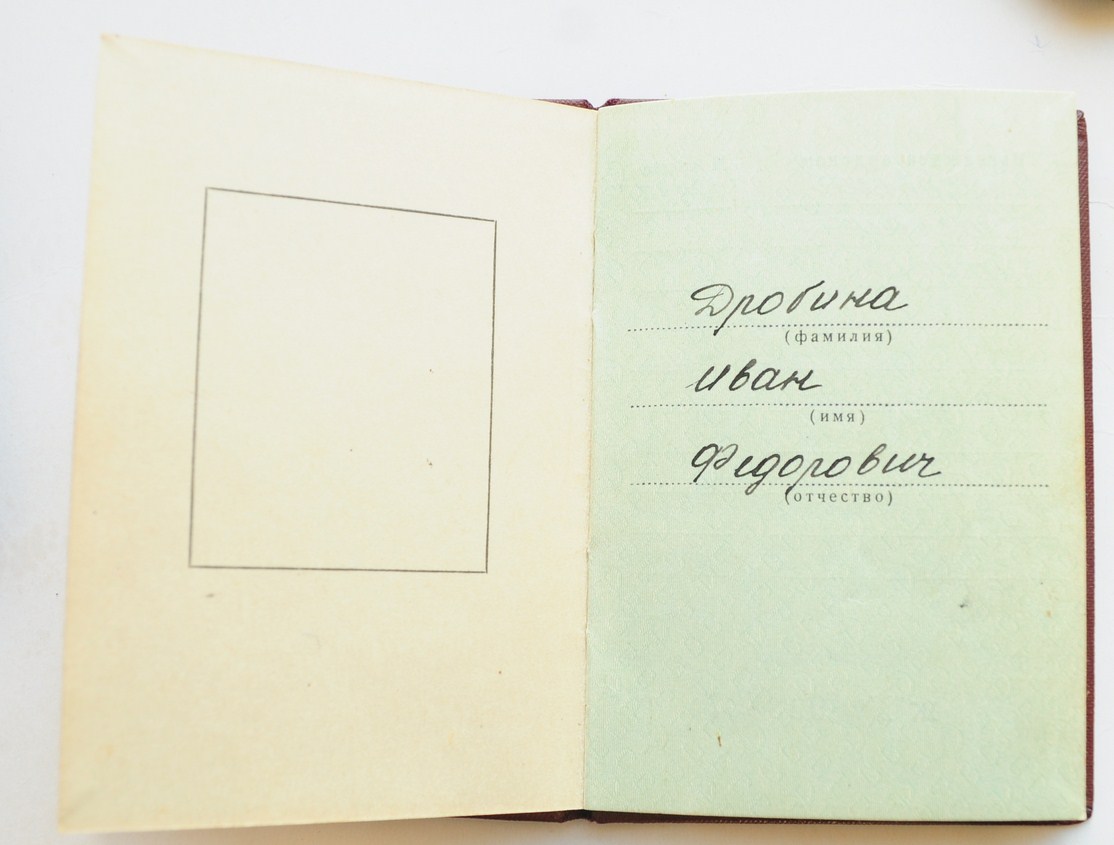 Дробина
(фамилия)
Иван
(имя)
Федорович
(отчество)